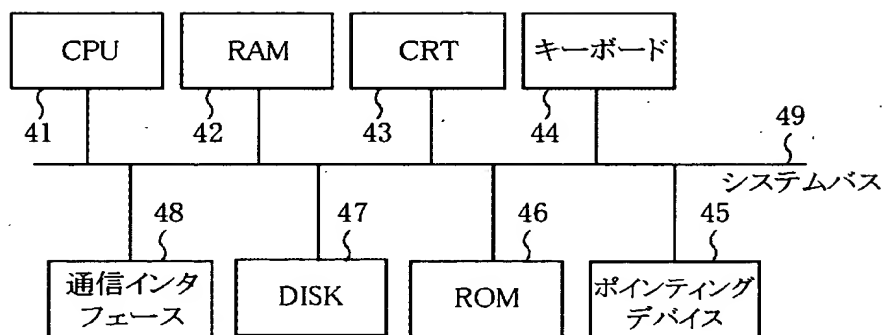 CPU
RAM
CRT
キーボード
41
42
43
44
49
システムバス
48
47
46
45
通信インタ
フェース
DISK
ROM
ポインティング
デバイス